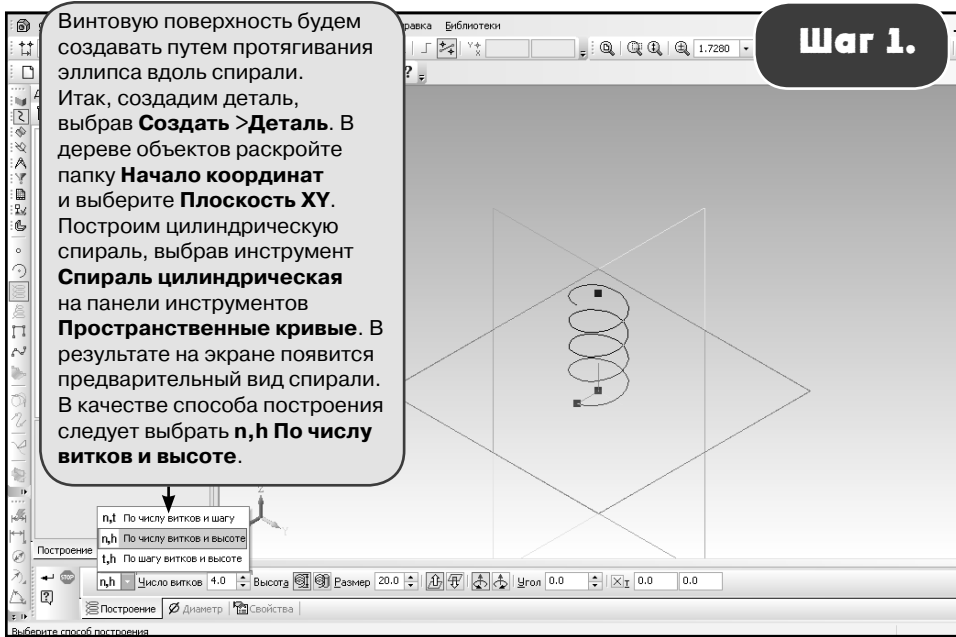 равка Библиотеки
1.7280
Шаг 1.
Винтовую поверхность будем
создавать путем протягивания
эллипса вдоль спирали.
Итак, создадим деталь,
выбрав Создать >Деталь. В
дереве объектов раскройте
папку Начало координат
и выберите Плоскость XY.
Построим цилиндрическую
спираль, выбрав инструмент
Спираль цилиндрическая
на панели инструментов
Пространственные кривые. В
результате на экране появится
предварительный вид спирали.
В качестве способа построения
следует выбрать n,h По числу
витков и высоте.
Z
Y
n,t По числу витков и шагу
n,h По числу витков и высоте
t,h По шагу витков и высоте
Построение
STOP
n,h Число витков 4.0 Высота Размер 20.0 Угол 0.0 т 0.0 0.0
Построение Диаметр Свойства
Выберите способ построения